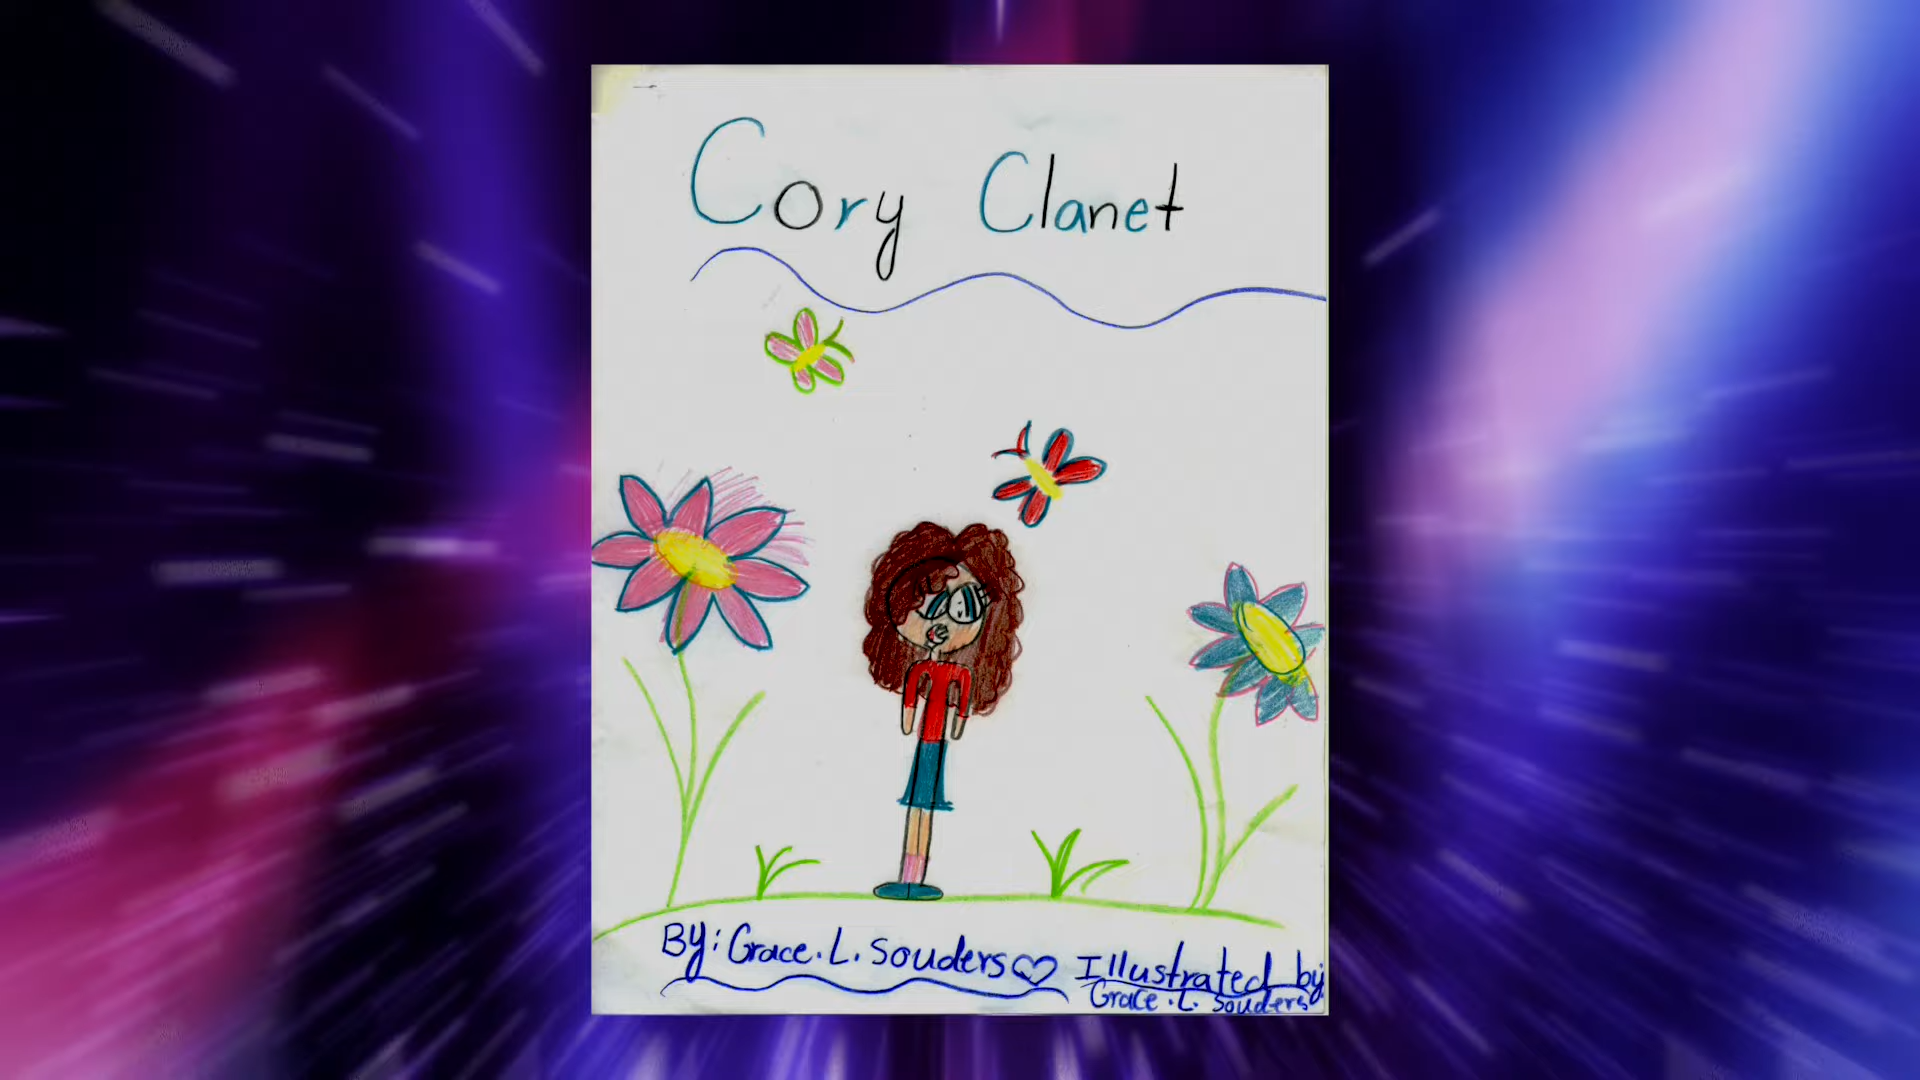 Cory Clanet
By: Grace. L. Souders
Illustrated by
Grace. L. Souders